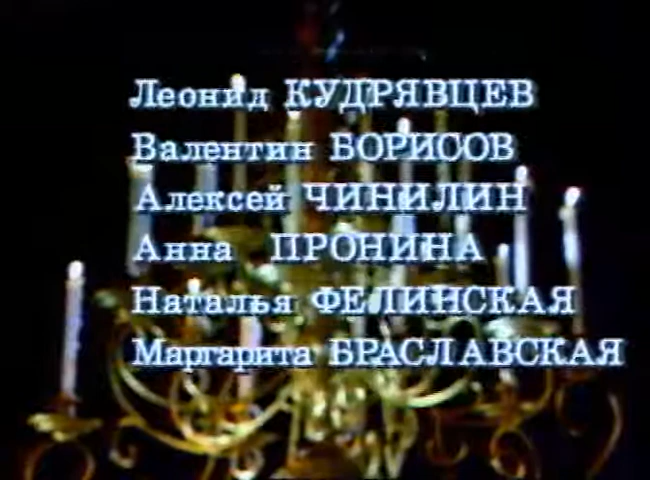 Леонид КУДРЯВЦЕВ
Валентин БОРИСОВ
Алексей ЧИНИЛИН
Анна ПРОНИНА
Наталья ФЕЛИНСКАЯ
Маргарита БРАСЛАВСКАЯ